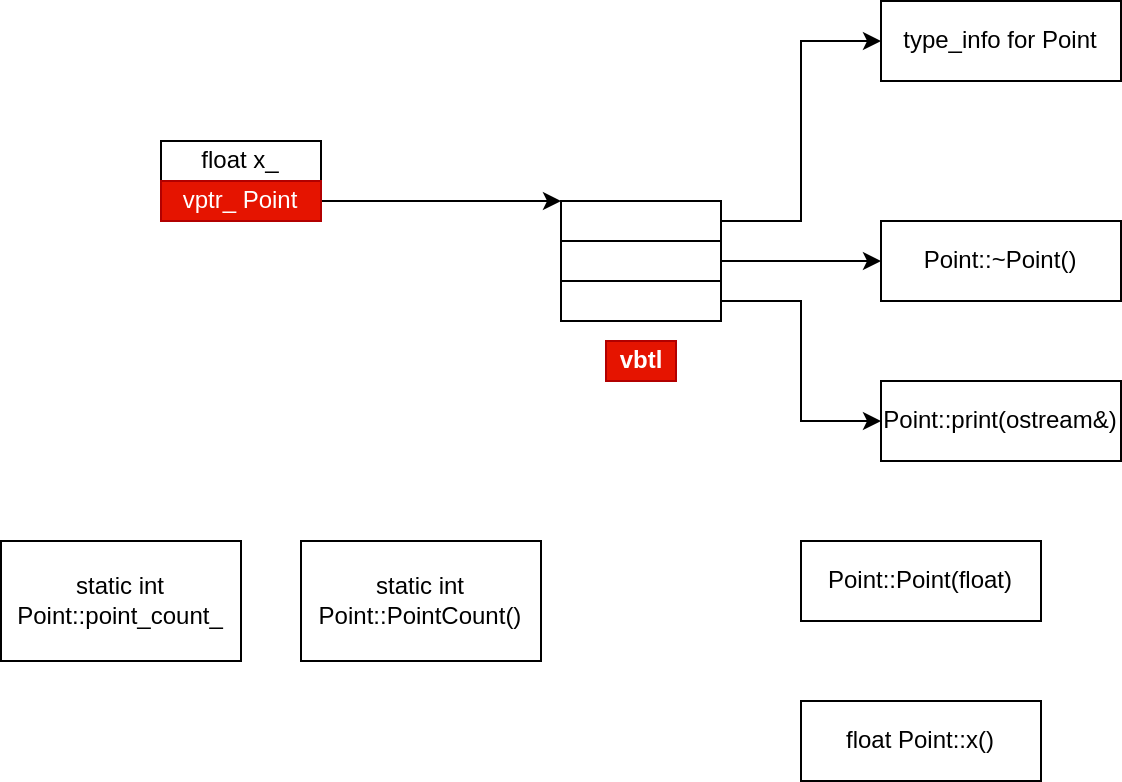 type_info for Point
float x_
vptr_ Point
Point::~Point()
vbtl
Point::print(ostream&)
static int
Point::point_count_
static int
Point::PointCount()
Point::Point(float)
float Point::x()